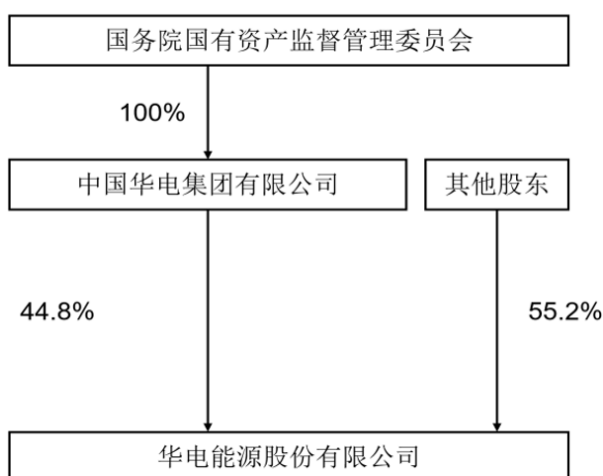 国务院国有资产监督管理委员会
100%
中国华电集团有限公司
其他股东
44.8%
55.2%
华电能源股份有限公司